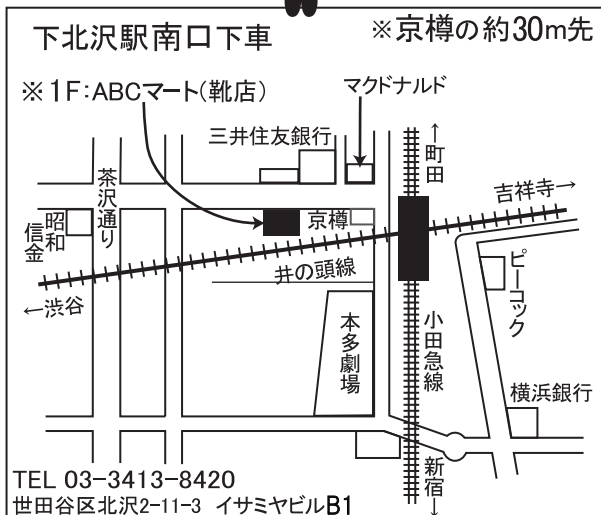 下北沢駅南口下車
※京樽の約30m先
※1F:ABCマート(靴店)
マクドナルド
三井住友銀行
←町田
吉祥寺→
茶沢通り
昭和
信金
京樽
井の頭線
←渋谷
ピーコック
本多劇場
小田急線
横浜銀行
新宿→
TEL 03-3413-8420
世田谷区北沢2-11-3 イサミヤビルB1